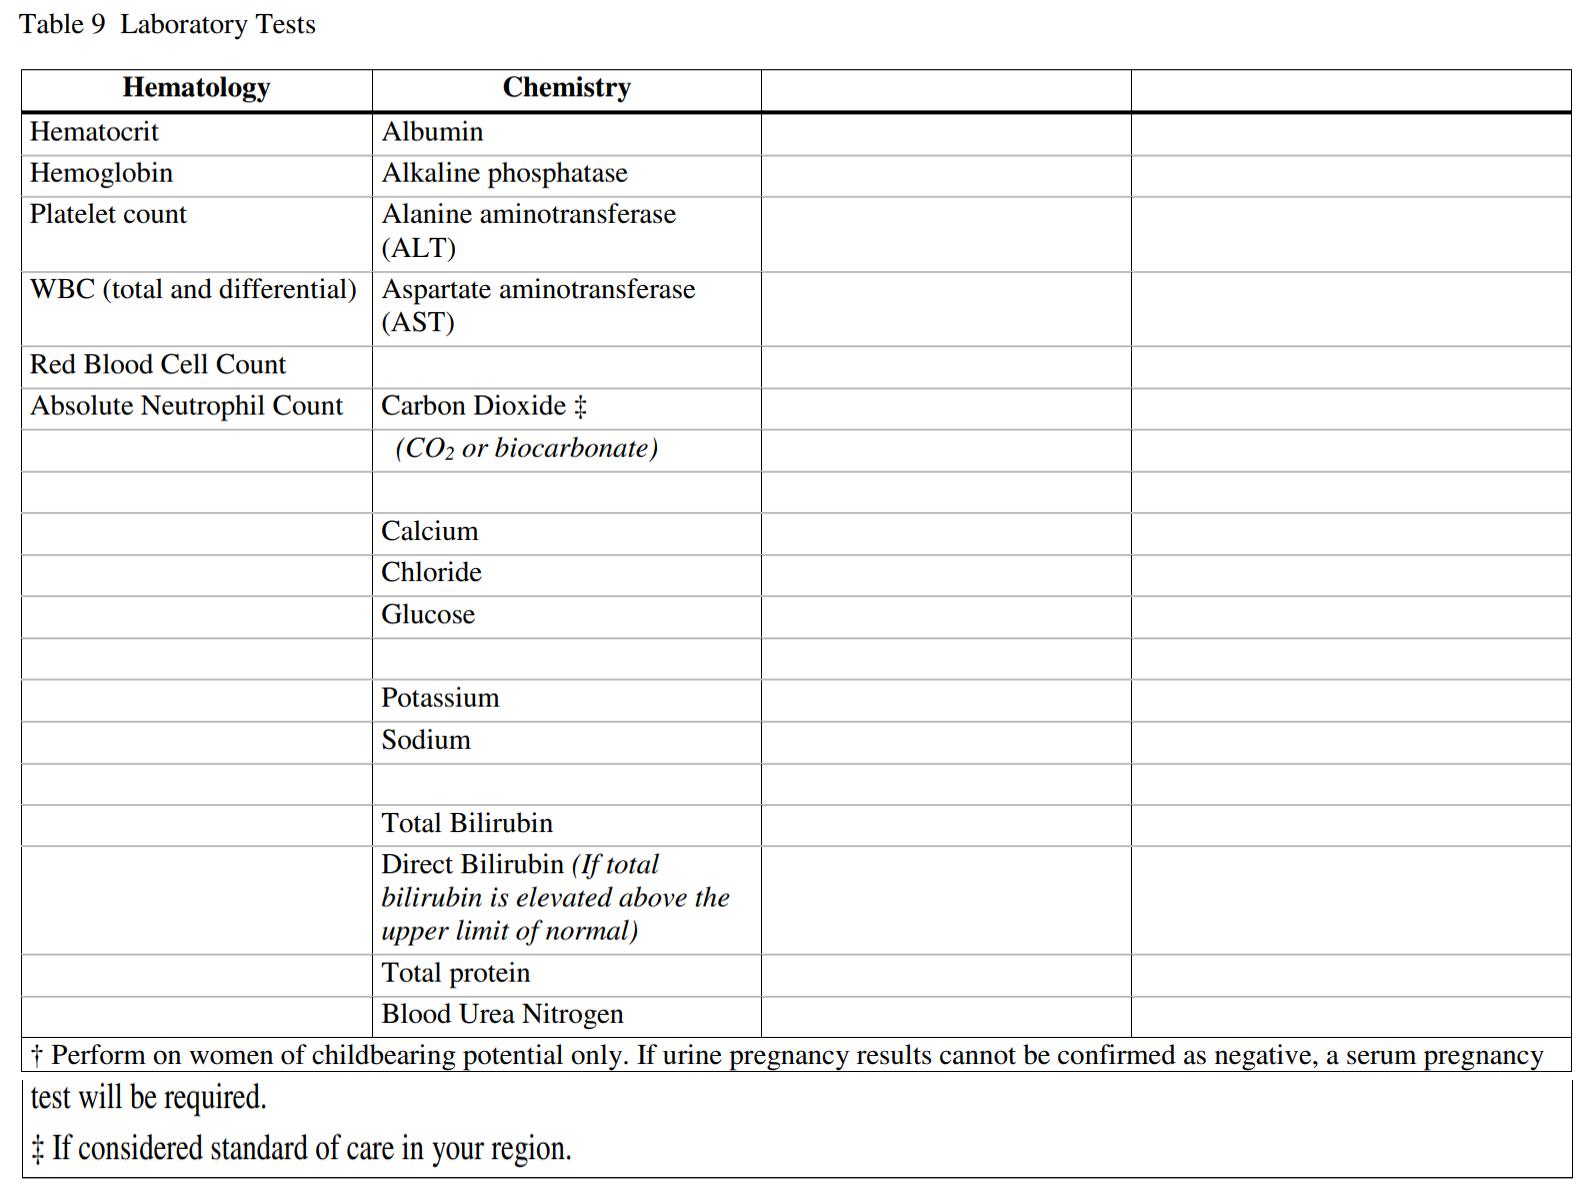 Table 9  Laboratory Tests
Hematology Chemistry
Hematocrit Albumin
Hemoglobin Alkaline phosphatase
Platelet count Alanine aminotransferase
(ALT)
WBC (total and differential) Aspartate aminotransferase
(AST)
Red Blood Cell Count
Absolute Neutrophil Count Carbon Dioxide ‡
(CO₂ or biocarbonate)
Calcium
Chloride
Glucose
Potassium
Sodium
Total Bilirubin
Direct Bilirubin (If total
bilirubin is elevated above the
upper limit of normal)
Total protein
Blood Urea Nitrogen
† Perform on women of childbearing potential only. If urine pregnancy results cannot be confirmed as negative, a serum pregnancy
test will be required.
‡ If considered standard of care in your region.